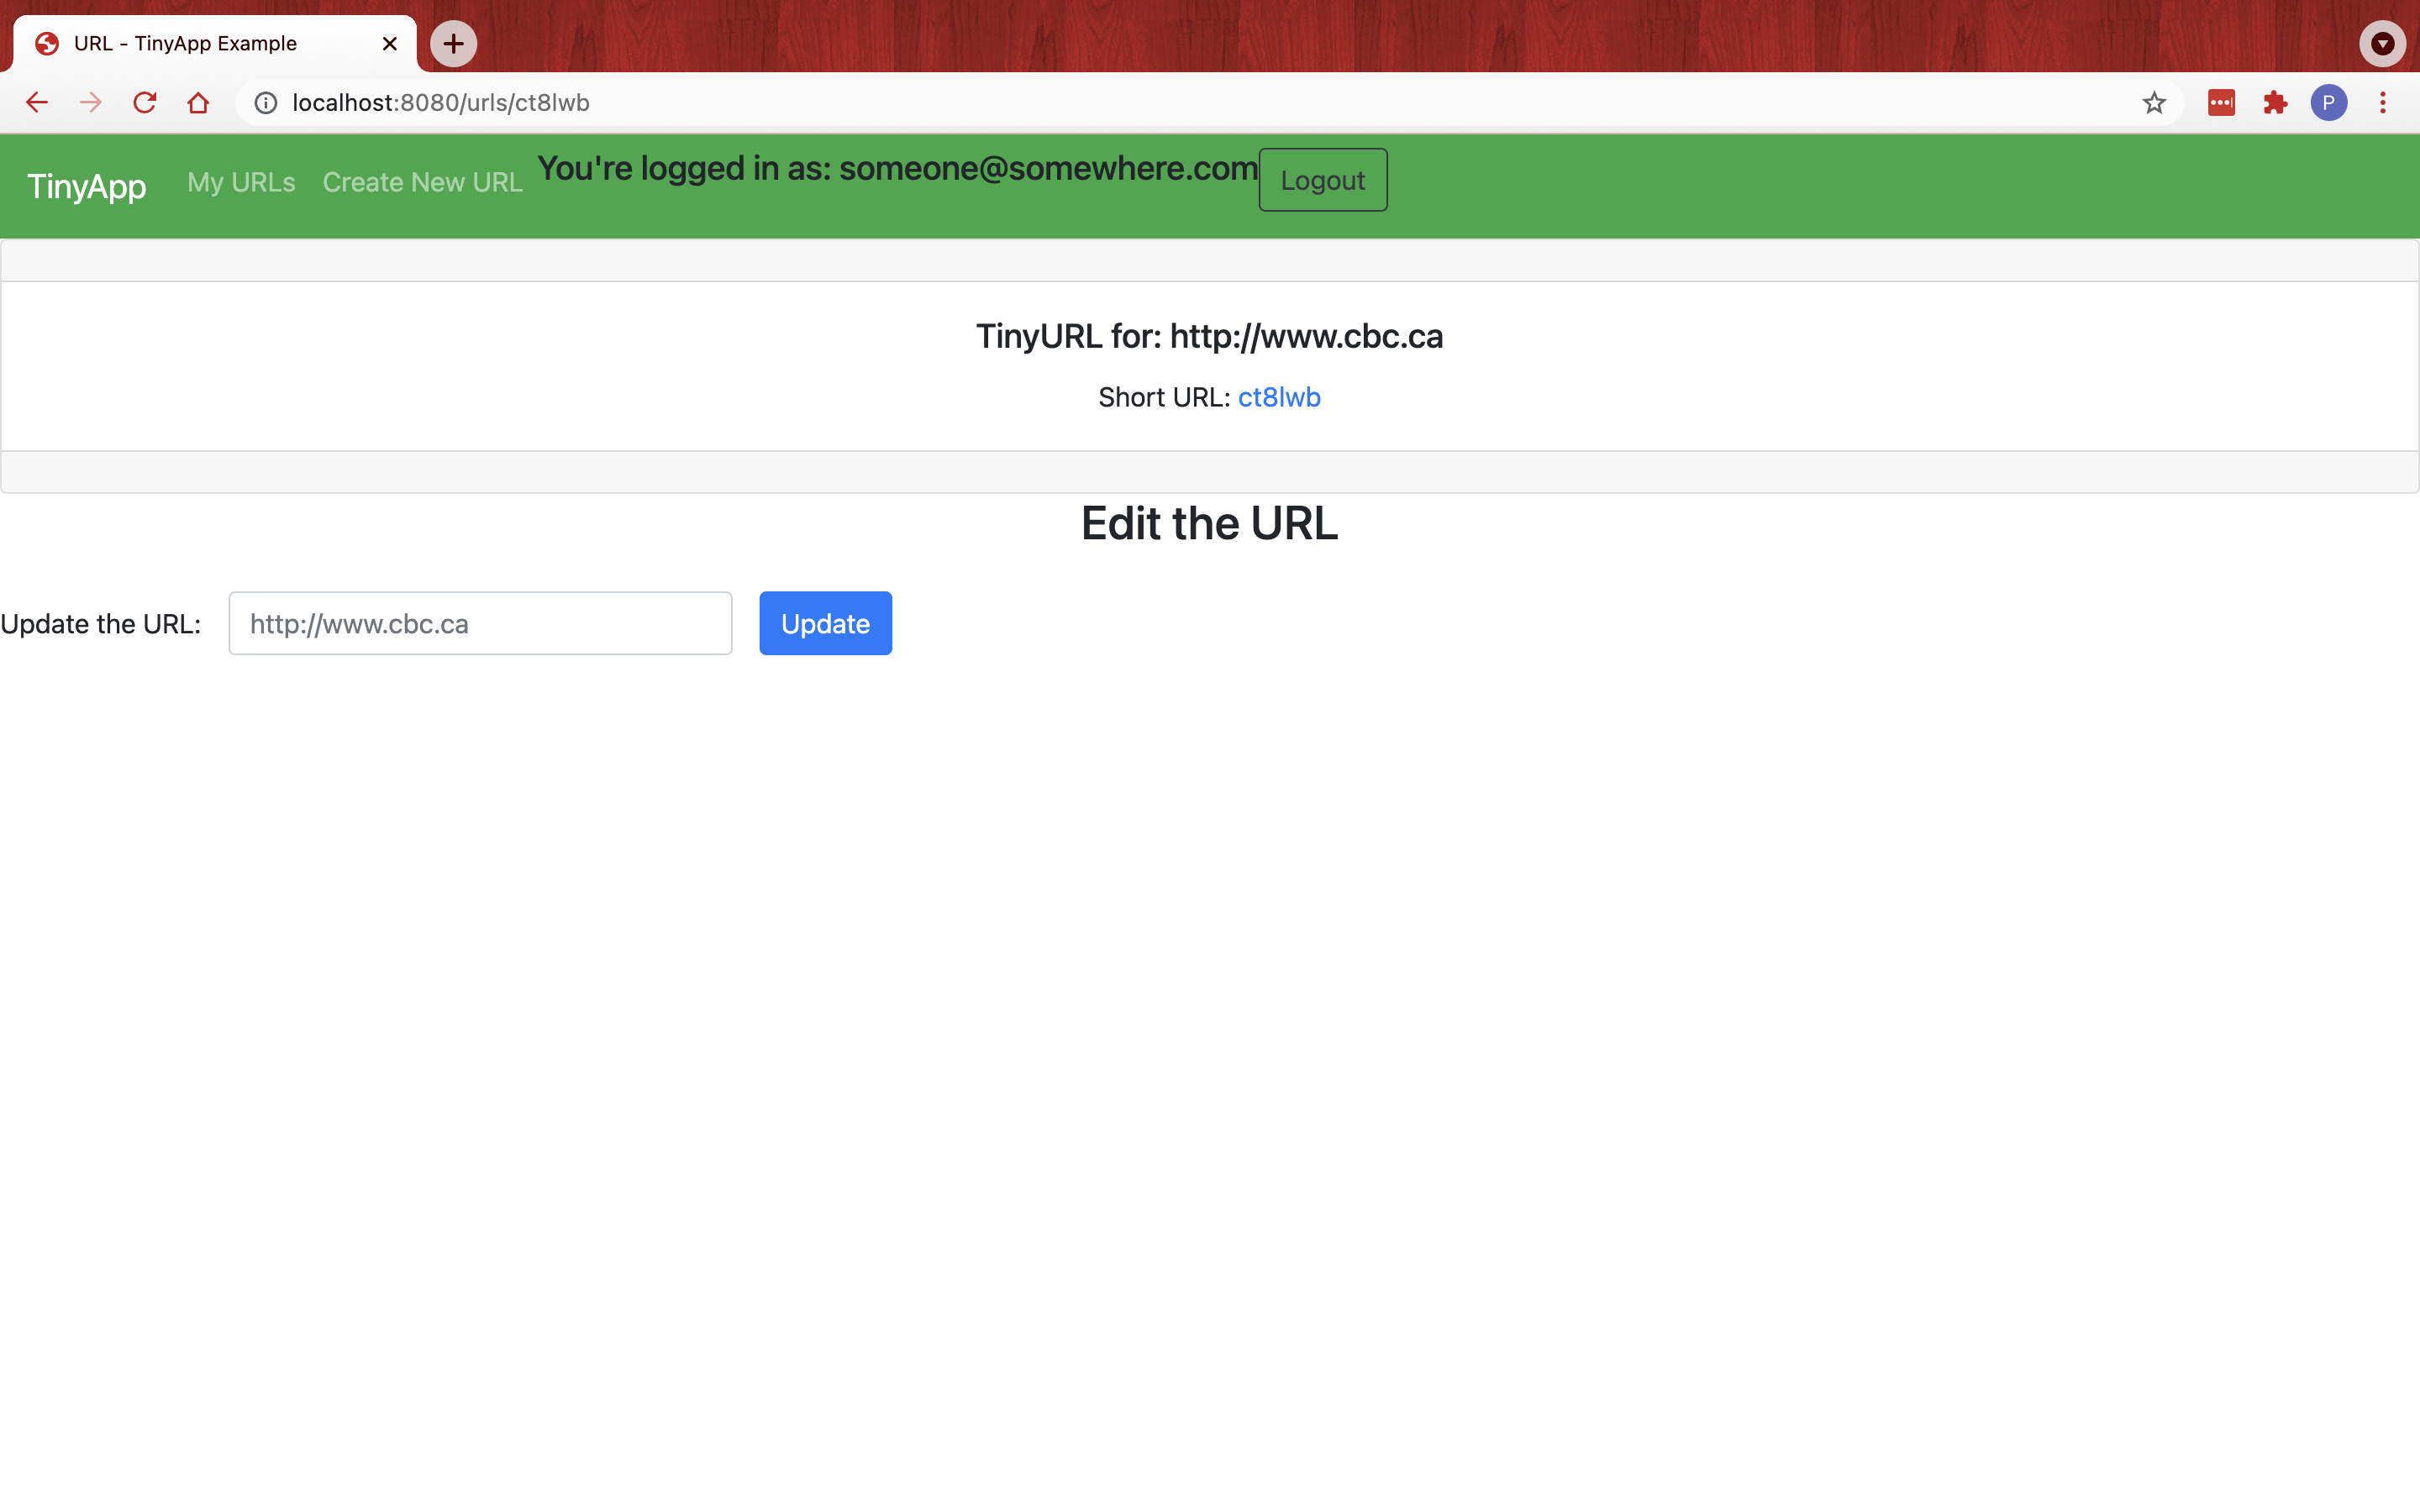 URL - TinyApp Example
localhost:8080/urls/ct8lwb
P
TinyApp My URLs Create New URL You're logged in as: someone@somewhere.com Logout
TinyURL for: http://www.cbc.ca
Short URL: ct8lwb
Edit the URL
Update the URL: http://www.cbc.ca Update